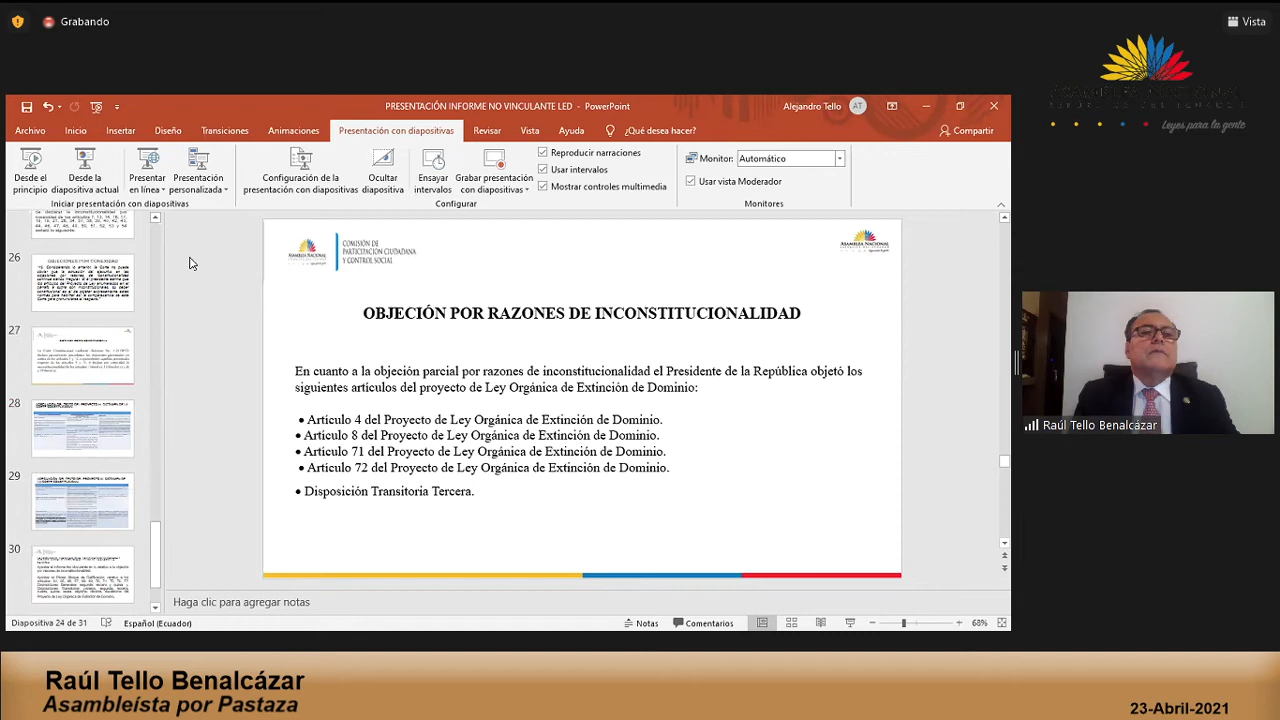 Grabando
Vista
ASAMBLEA NACIONAL
Leyes para la gente
PRESENTACIÓN INFORME NO VINCULANTE LED - PowerPoint
Alejandro Tello
AT
Archivo
Inicio
Insertar
Diseño
Transiciones
Animaciones
Presentación con diapositivas
Revisar
Vista
Ayuda
¿Qué desea hacer?
Compartir
Desde el principio
Desde la diapositiva actual
Presentar en línea
Presentación personalizada
Configuración de la presentación con diapositivas
Ocultar diapositiva
Ensayar intervalos
Grabar presentación con diapositivas
Reproducir narraciones
Usar intervalos
Mostrar controles multimedia
Monitor:
Automático
Usar vista Moderador
Iniciar presentación con diapositivas
Configurar
Monitores
26
OBJECIONES POR CONEXIDAD
27
28
29
30
ASAMBLEA NACIONAL
COMISIÓN DE
PARTICIPACIÓN CIUDADANA
Y CONTROL SOCIAL
ASAMBLEA NACIONAL
OBJECIÓN POR RAZONES DE INCONSTITUCIONALIDAD
En cuanto a la objeción parcial por razones de inconstitucionalidad el Presidente de la República objetó los
siguientes artículos del proyecto de Ley Orgánica de Extinción de Dominio:
• Artículo 4 del Proyecto de Ley Orgánica de Extinción de Dominio.
• Artículo 8 del Proyecto de Ley Orgánica de Extinción de Dominio.
• Artículo 71 del Proyecto de Ley Orgánica de Extinción de Dominio.
• Artículo 72 del Proyecto de Ley Orgánica de Extinción de Dominio.
• Disposición Transitoria Tercera.
Haga clic para agregar notas
Diapositiva 24 de 31
Español (Ecuador)
Notas
Comentarios
68%
Raúl Tello Benalcázar
Raúl Tello Benalcázar
Asambleísta por Pastaza
23-Abril-2021